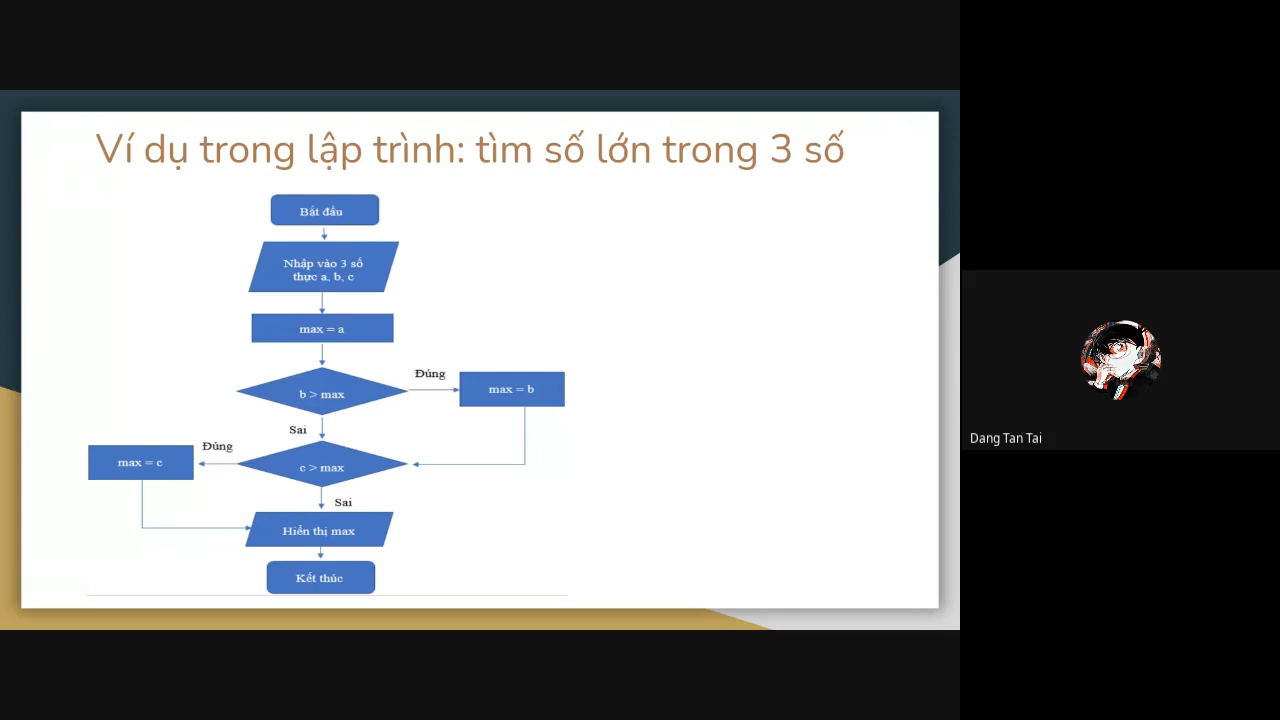 Ví dụ trong lập trình: tìm số lớn trong 3 số
Bắt đầu
Nhập vào 3 số
thực a, b, c
max = a
b > max
Đúng
max = b
Sai
c > max
Đúng
max = c
Sai
Hiển thị max
Kết thúc
Dang Tan Tai